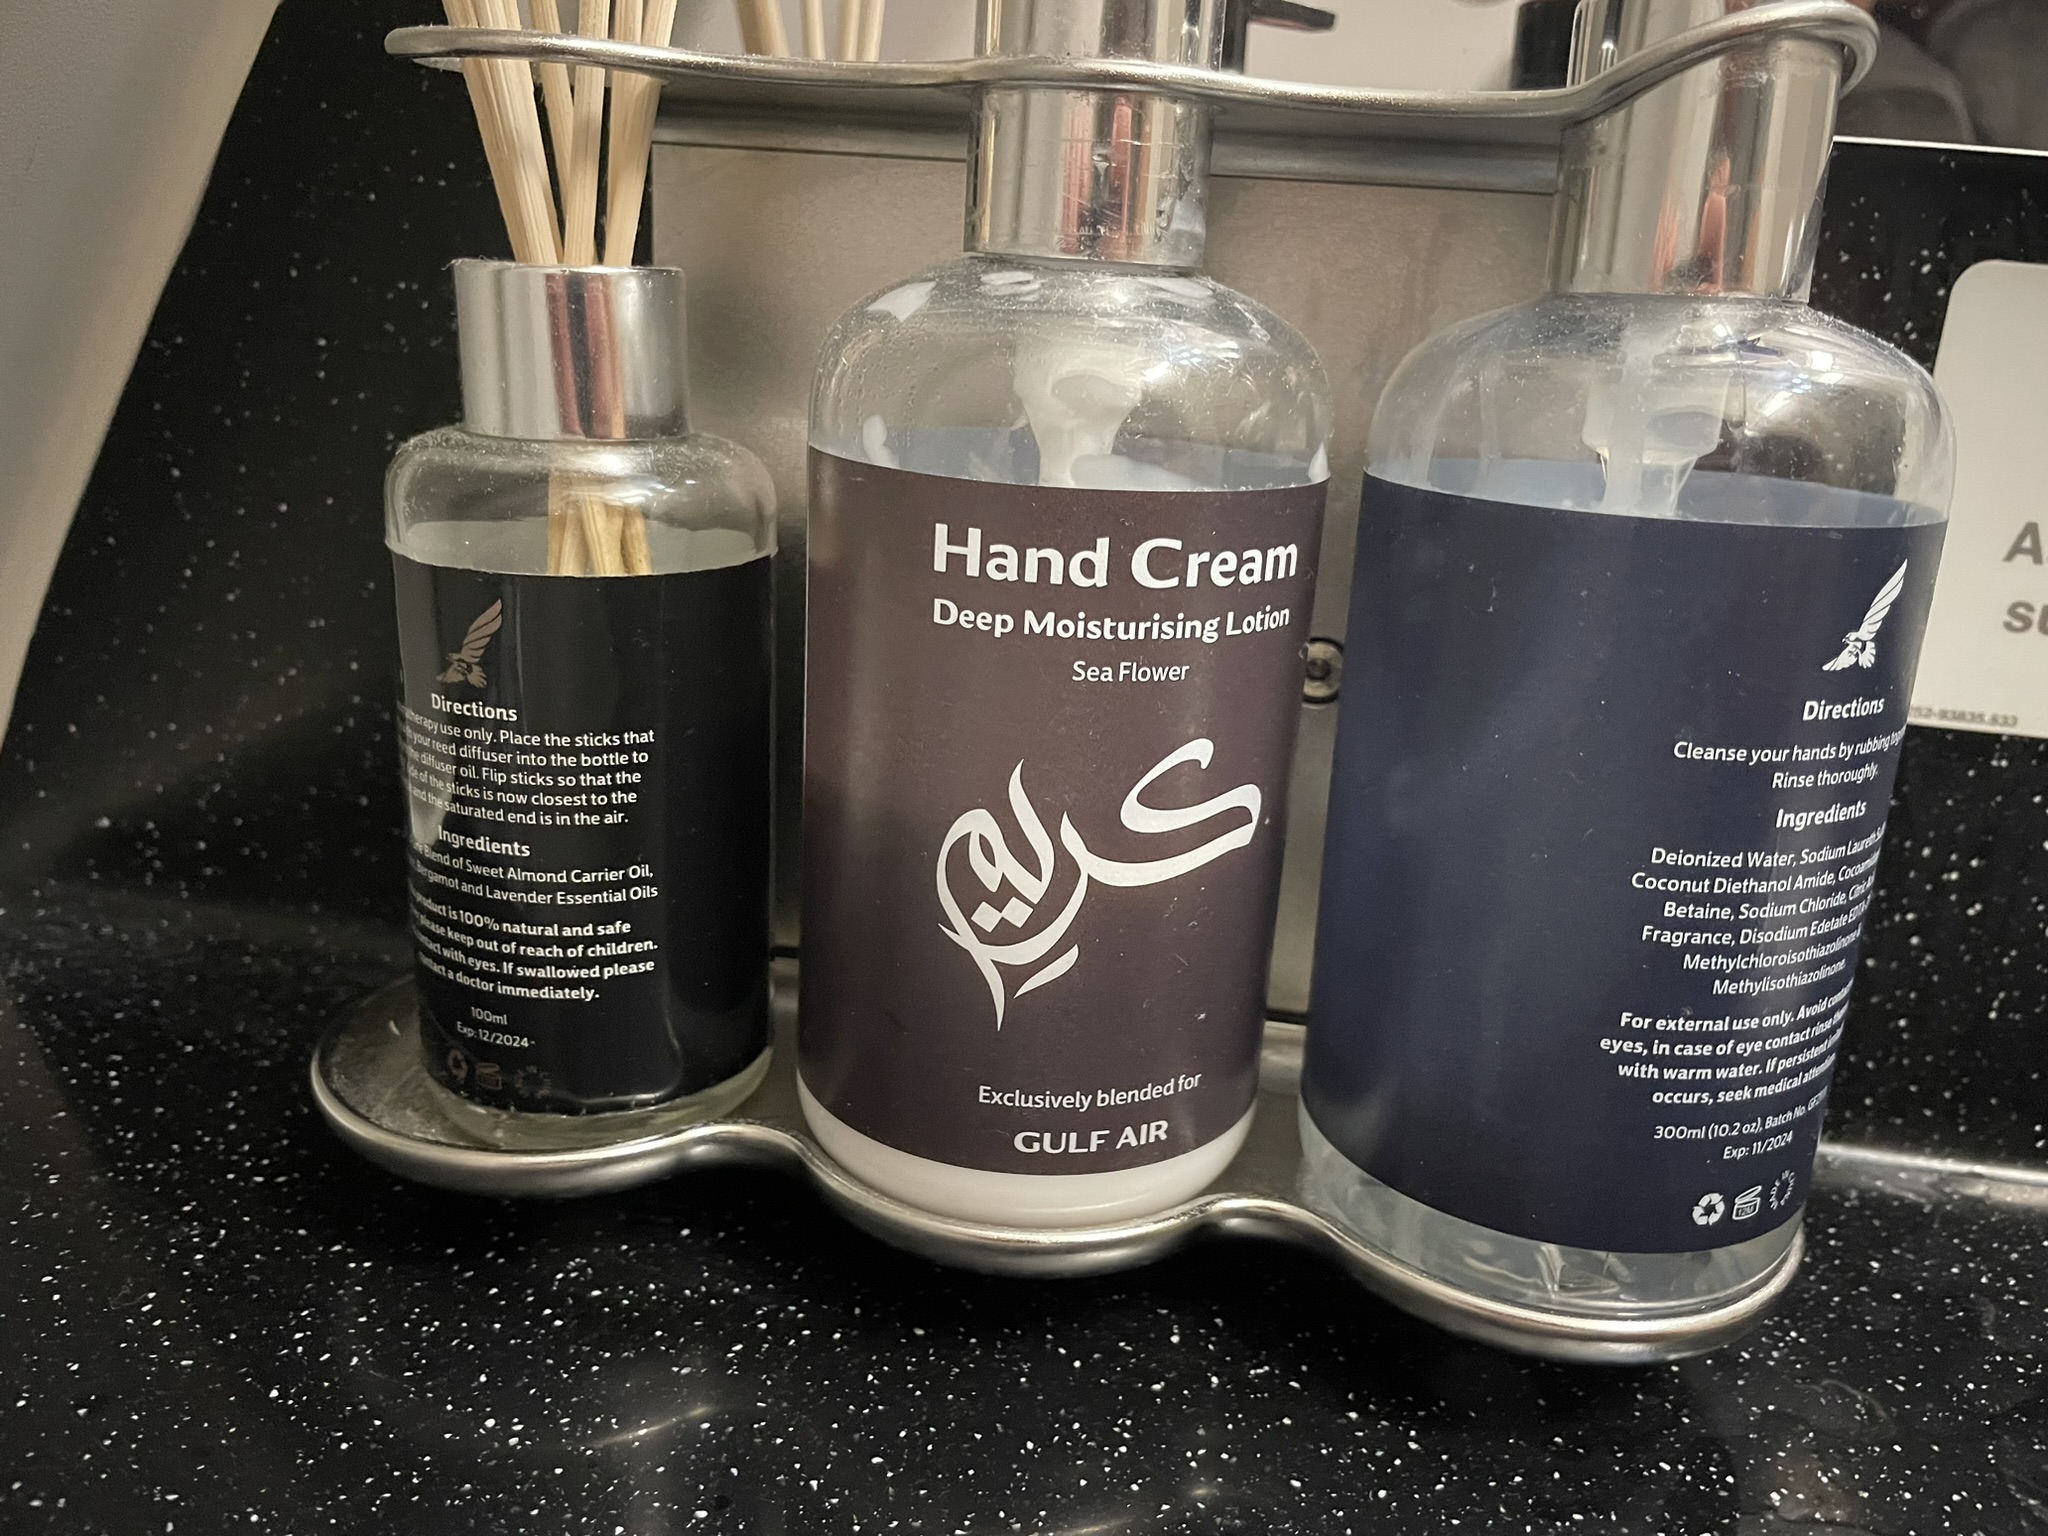 Directions
use only. Place the sticks that
your reed diffuser into the bottle to
the diffuser oil. Flip sticks so that the
of the sticks is now closest to the
and the saturated end is in the air.
Ingredients
Blend of Sweet Almond Carrier Oil,
Bergamot and Lavender Essential Oils
product is 100% natural and safe
please keep out of reach of children.
contact with eyes. If swallowed please
contact a doctor immediately.
100ml
Exp: 12/2024
Hand Cream
Deep Moisturising Lotion
Sea Flower
كريم
Exclusively blended for
GULF AIR
Directions
Cleanse your hands by rubbing
Rinse thoroughly.
Ingredients
Deionized Water, Sodium Laureth
Coconut Diethanol Amide,
Betaine, Sodium Chloride, Citric
Fragrance, Disodium Edetate
Methylchloroisothiazolinone
Methylisothiazolinone.
For external use only. Avoid contact
eyes, in case of eye contact rinse
with warm water. If persistent
occurs, seek medical attention.
300ml (10.2 oz), Batch No.
Exp: 11/2024
12M